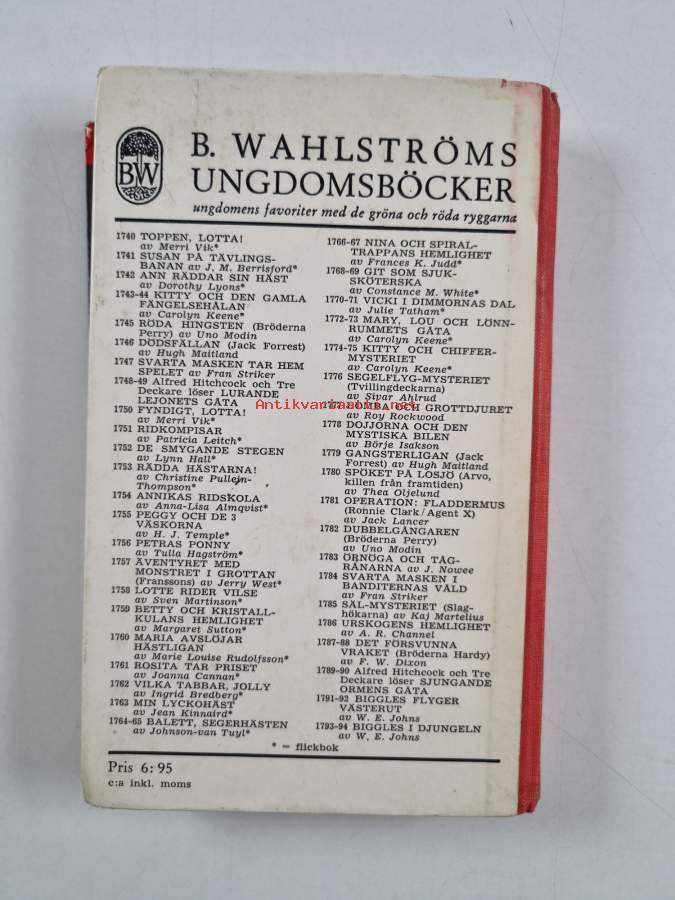 BW
B. WAHLSTRÖMS
UNGDOMSBÖCKER
ungdomens favoriter med de gröna och röda ryggarna
1740 TOPPEN, LOTTA!
av Merri Vik*
1741 SUSAN PÅ TÄVLINGS-
BANAN av J. M. Berrisford*
1742 ANN RÄDDAR SIN HÄST
av Dorothy Lyons*
1743-44 KITTY OCH DEN GAMLA
FÄNGELSEHÅLAN
av Carolyn Keene*
1745 RÖDA HINGSTEN (Bröderna
Perry) av Uno Modin
1746 DÖDSFÄLLAN (Jack Forrest)
av Hugh Maitland
1747 SVARTA MASKEN TAR HEM
SPELET av Fran Striker
1748-49 Alfred Hitchcock och Tre
Deckare löser LURANDE
LEJONETS GÅTA
1750 FYNDIGT, LOTTA!
av Merri Vik*
1751 RIDKOMPISAR
av Patricia Leitch*
1752 DE SMYGANDE STEGEN
av Lynn Hall*
1753 RÄDDA HÄSTARNA!
av Christine Pullein-
Thompson*
1754 ANNIKAS RIDSKOLA
av Anna-Lisa Almqvist*
1755 PEGGY OCH DE 3
VÄSKORNA
av H. J. Temple*
1756 PETRAS PONNY
av Tulla Hagström*
1757 ÄVENTYRET MED
MONSTRET I GROTTAN
(Franssons) av Jerry West*
1758 LOTTE RIDER VILSE
av Sven Martinson*
1759 BETTY OCH KRISTALL-
KULANS HEMLIGHET
av Margaret Sutton*
1760 MARIA AVSLÖJAR
HÄSTLIGAN
av Marie Louise Rudolfsson*
1761 ROSITA TAR PRISET
av Joanna Cannan*
1762 VILKA TABBAR, JOLLY
av Ingrid Bredberg*
1763 MIN LYCKOHÄST
av Jean Kinnaird*
1764-65 BALETT, SEGERHÄSTEN
av Johnson-van Tuyl*
1766-67 NINA OCH SPIRAL-
TRAPPANS HEMLIGHET
av Frances K. Judd*
1768-69 GIT SOM SJUK-
SKÖTERSKA
av Constance M. White*
1770-71 VICKI I DIMMORNAS DAL
av Julie Tatham*
1772-73 MARY, LOU OCH LÖNN-
RUMMETS GÅTA
av Carolyn Keene*
1774-75 KITTY OCH CHIFFER-
MYSTERIET
av Carolyn Keene*
1776 SEGELFLYG-MYSTERIET
(Tvillingdeckarna)
av Sivar Ahlrud
OCH GROTTDJURET
av Roy Rockwood
1778 DOJJORNA OCH DEN
MYSTISKA BILEN
av Börje Isakson
1779 GANGSTERLIGAN (Jack
Forrest) av Hugh Maitland
1780 SPÖKET PÅ LOSJÖ (Arvo,
killen från framtiden)
av Thea Oljelund
1781 OPERATION: FLADDERMUS
(Ronnie Clark/Agent X)
av Jack Lancer
1782 DUBBELGÅNGAREN
(Bröderna Perry)
av Uno Modin
1783 ÖRNÖGA OCH TÅG-
RÅNARNA av J. Nowee
1784 SVARTA MASKEN I
BANDITERNAS VÅLD
av Fran Striker
1785 SÄL-MYSTERIET (Slag-
hökarna) av Kaj Martelius
1786 URSKOGENS HEMLIGHET
av A. R. Channel
1787-88 DET FÖRSVUNNA
VRAKET (Bröderna Hardy)
av F. W. Dixon
1789-90 Alfred Hitchcock och Tre
Deckare löser SJUNGANDE
ORMENS GÅTA
1791-92 BIGGLES FLYGER
VÄSTERUT
av W. E. Johns
1793-94 BIGGLES I DJUNGELN
av W. E. Johns
* = flickbok
Pris 6:95
c:a inkl. moms
Antikvariaatti.net